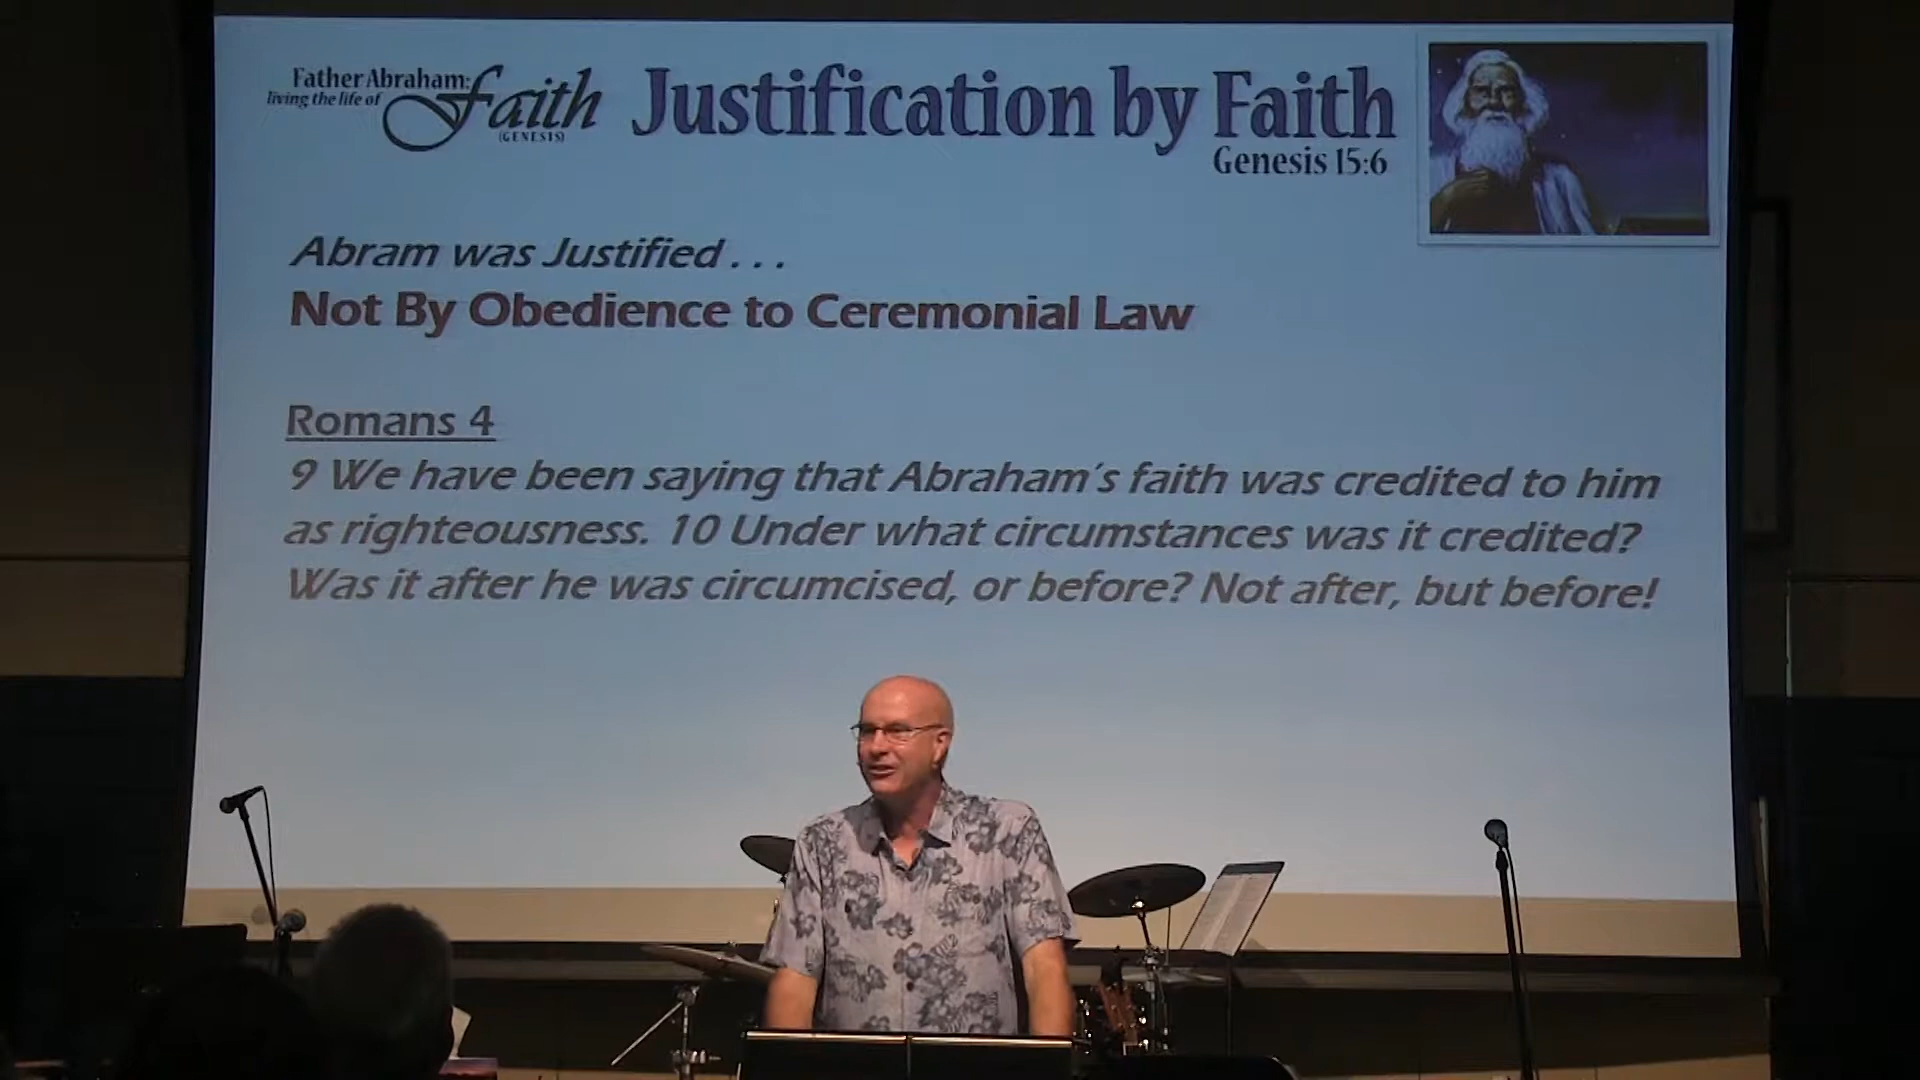 Father Abraham:
living the life of
Faith
(GENESIS)
Justification by Faith
Genesis 15:6
Abram was Justified . . .
Not By Obedience to Ceremonial Law
Romans 4
9 We have been saying that Abraham's faith was credited to him
as righteousness. 10 Under what circumstances was it credited?
Was it after he was circumcised, or before? Not after, but before!